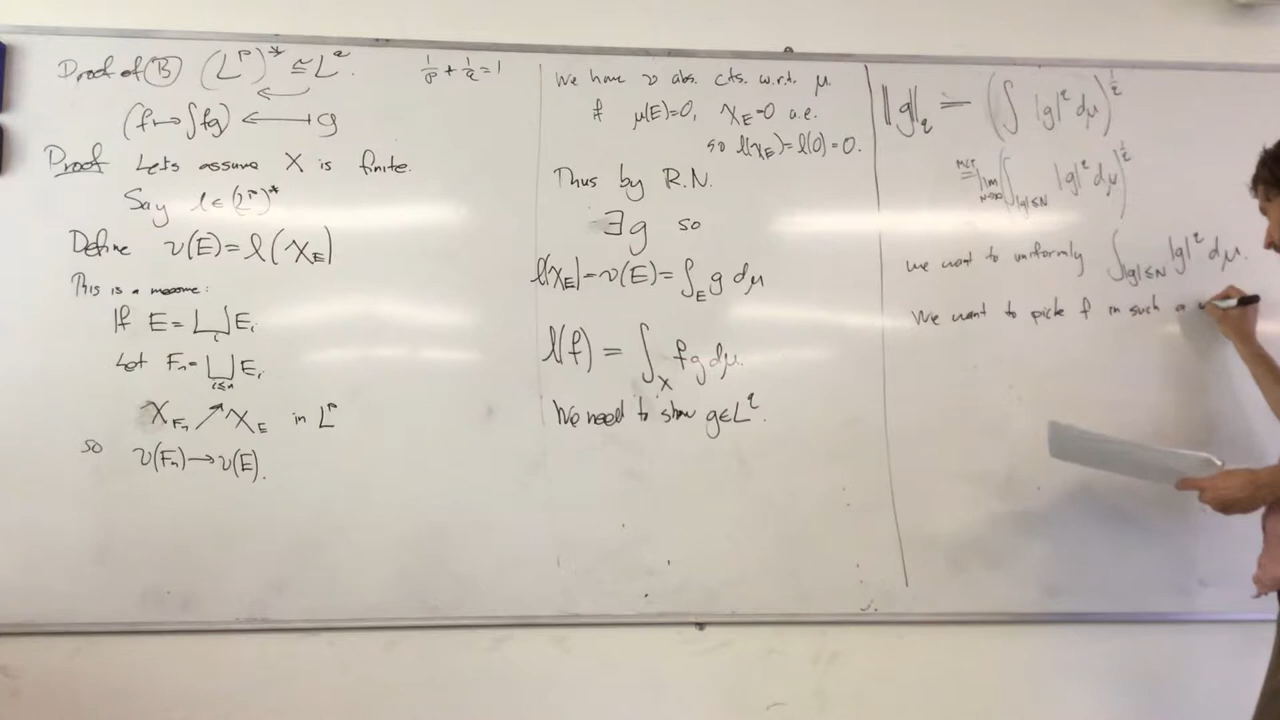 Proof of (B) (L^p)^* ≅ L^q. 1/p + 1/q = 1
←
(f ↦ ∫fg) ⟵ g
Proof Lets assume X is finite.
Say l ∈ (L^p)^*
Define ν(E) = l(χ_E)
This is a measure:
If E = ⨆_i E_i
Let F_n = ⨆_{i≤n} E_i
χ_{F_n} ↗ χ_E in L^p
so ν(F_n) → ν(E).
We have ν abs. cts. w.r.t. μ.
If μ(E)=0, χ_E=0 a.e.
so l(χ_E) = l(0) = 0.
Thus by R.N.
∃g so
l(χ_E) = ν(E) = ∫_E g dμ
l(f) = ∫_X fg dμ.
We need to show g∈L^q.
||g||_q = (∫ |g|^q dμ)^{1/q}
MCT = lim_{N→∞} (∫_{|g|≤N} |g|^q dμ)^{1/q}
We want to uniformly ∫_{|g|≤N} |g|^q dμ.
We want to pick f in such a